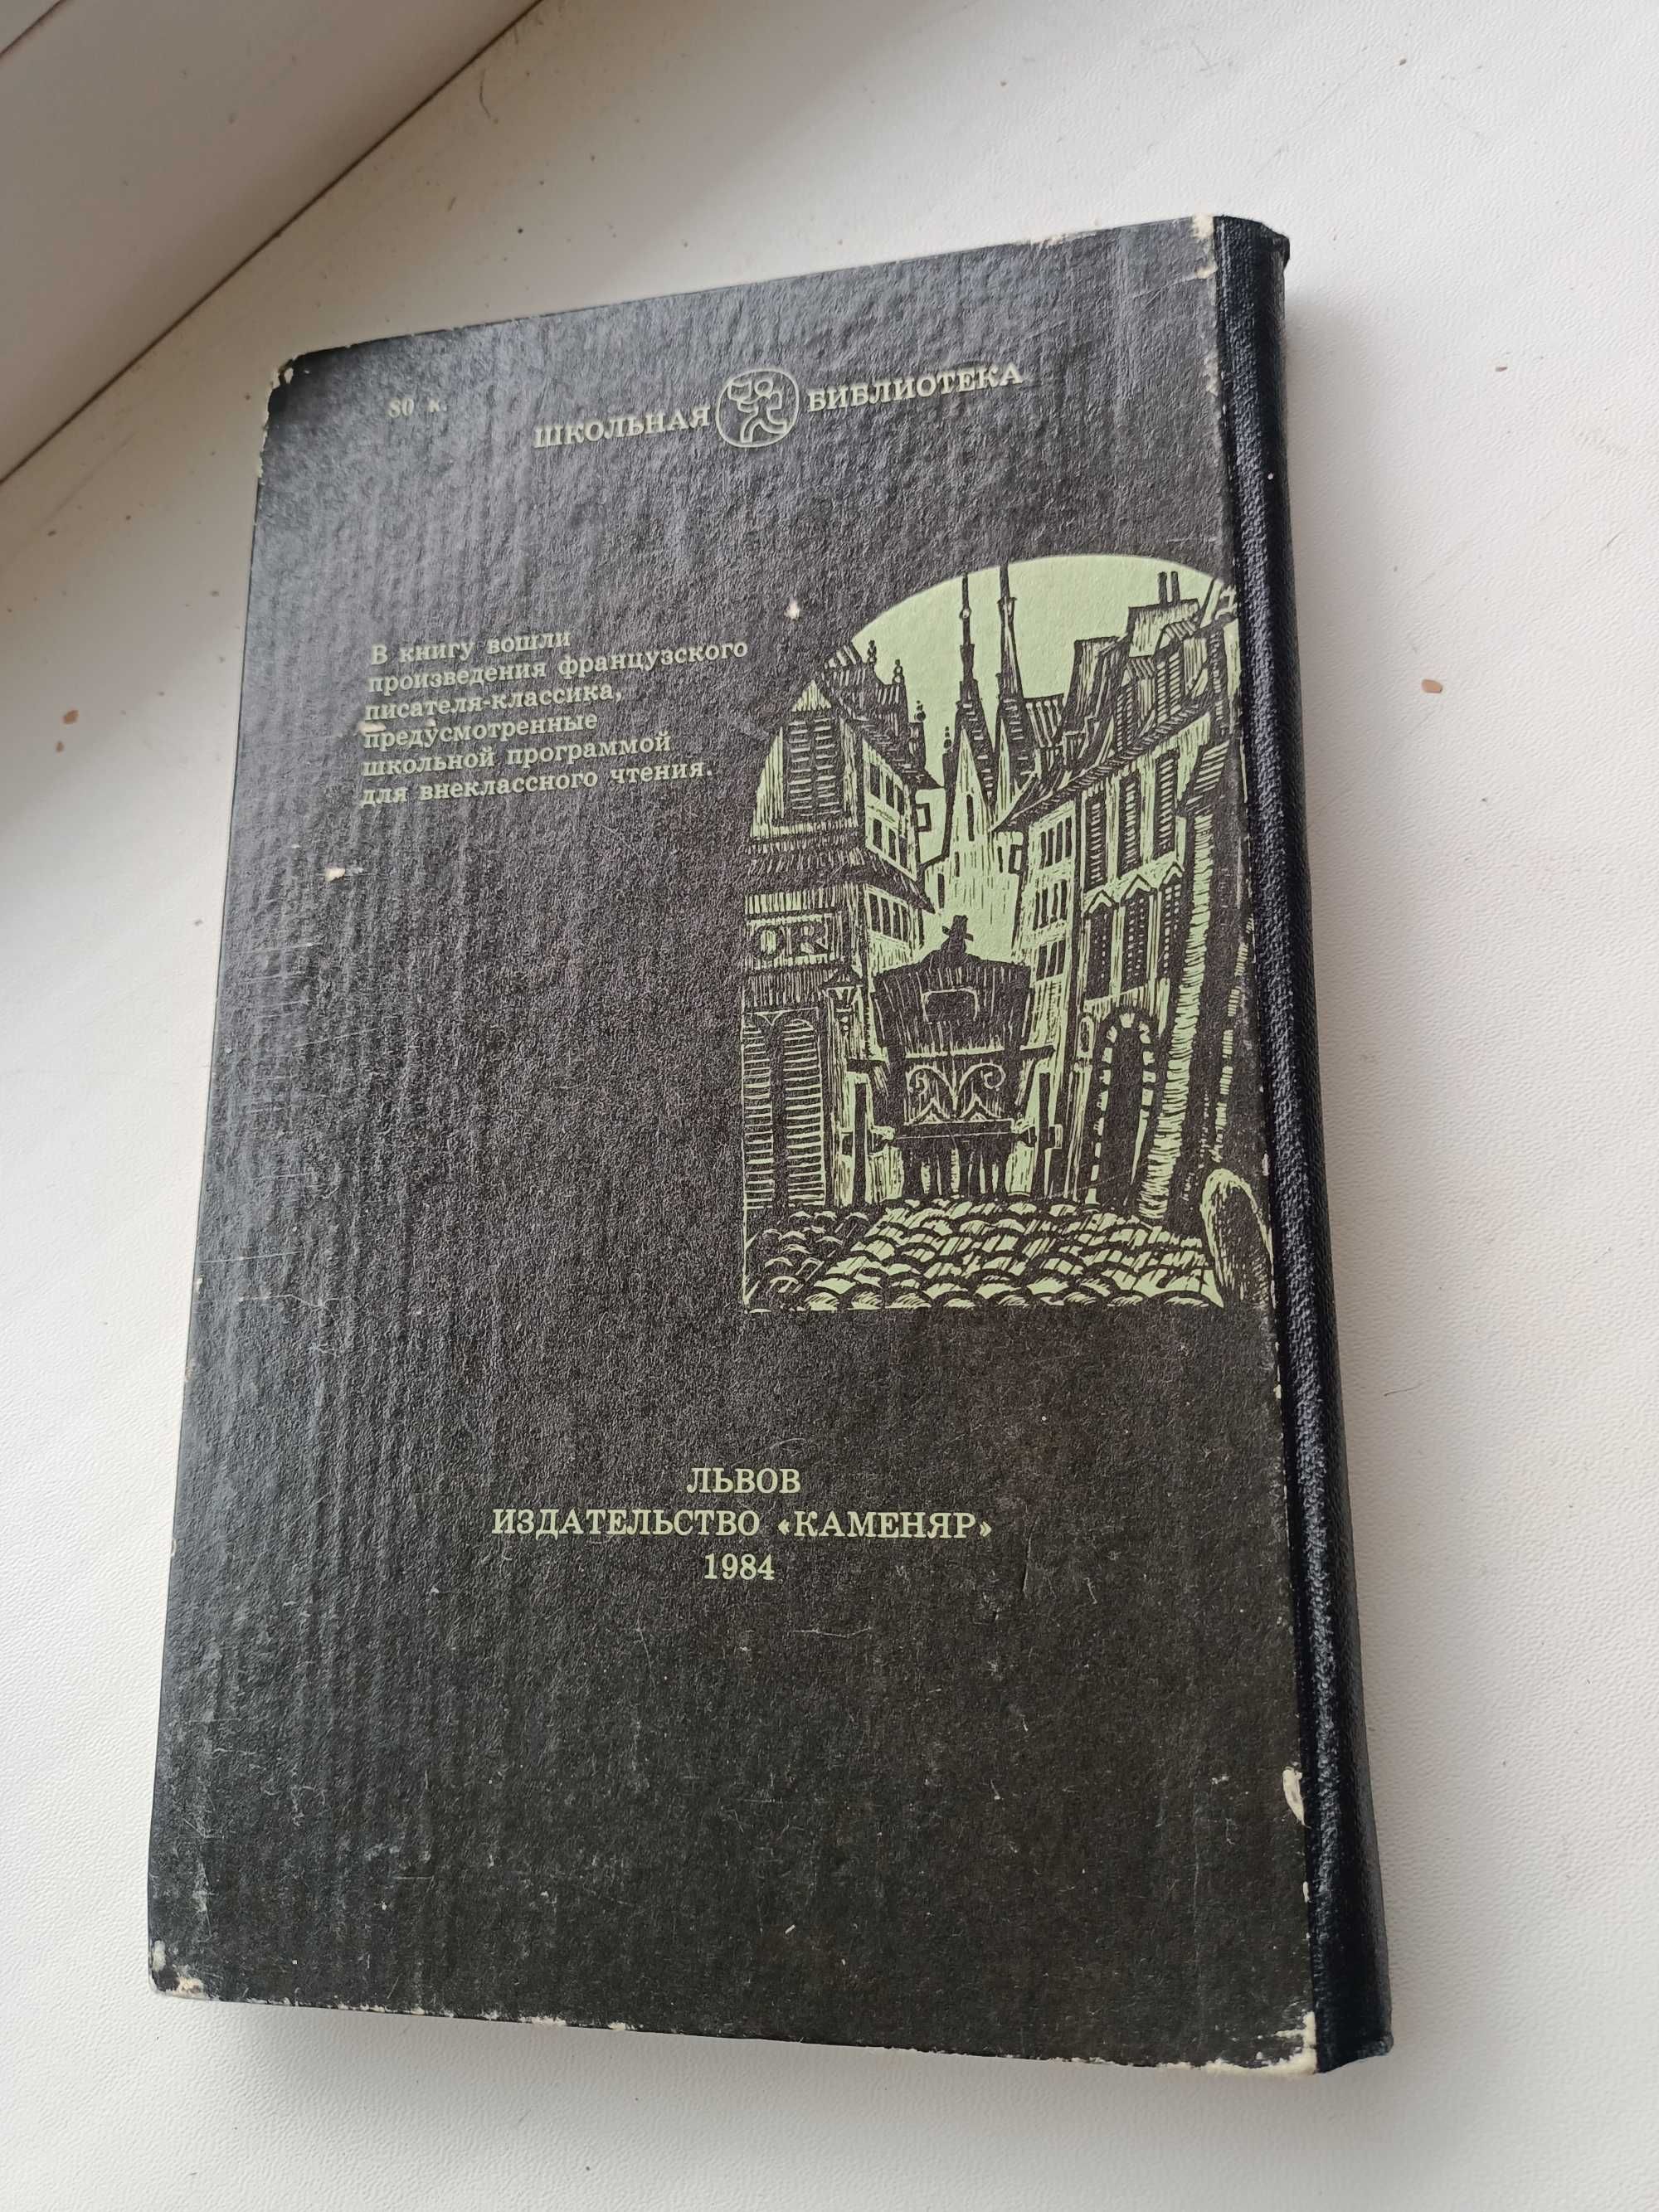 80 к.
ШКОЛЬНАЯ БИБЛИОТЕКА
В книгу вошли
произведения французского
писателя-классика,
предусмотренные
школьной программой
для внеклассного чтения.
OR
ЛЬВОВ
ИЗДАТЕЛЬСТВО «КАМЕНЯР»
1984